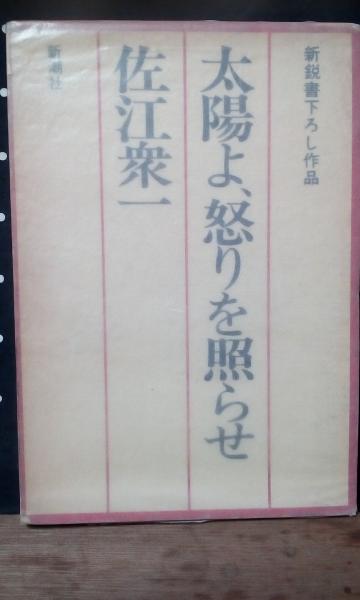 新鋭書下ろし作品
太陽よ、怒りを照らせ
佐江衆一
新潮社